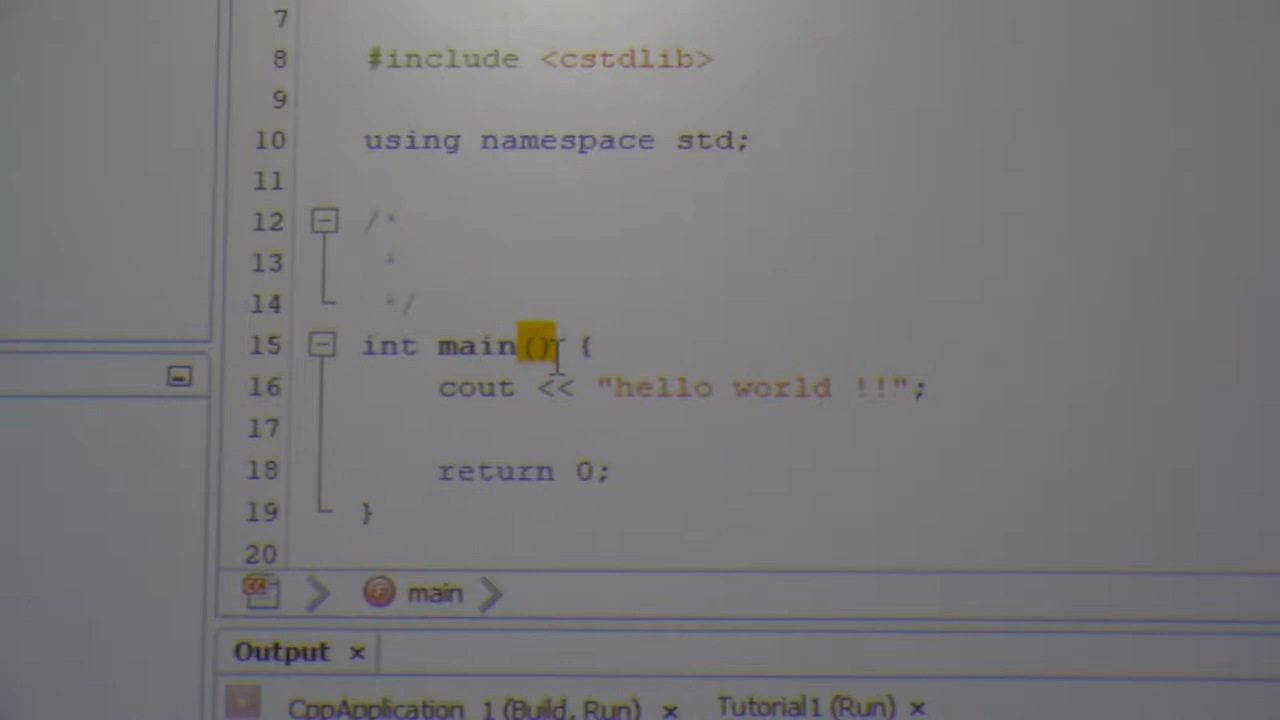 7
8 #include <cstdlib>
9
10 using namespace std;
11
12 /*
13 *
14 */
15 int main() {
16 cout << "hello world !!";
17
18 return 0;
19 }
20
main
Output ×
CppApplication_1 (Build, Run) × Tutorial1 (Run) ×